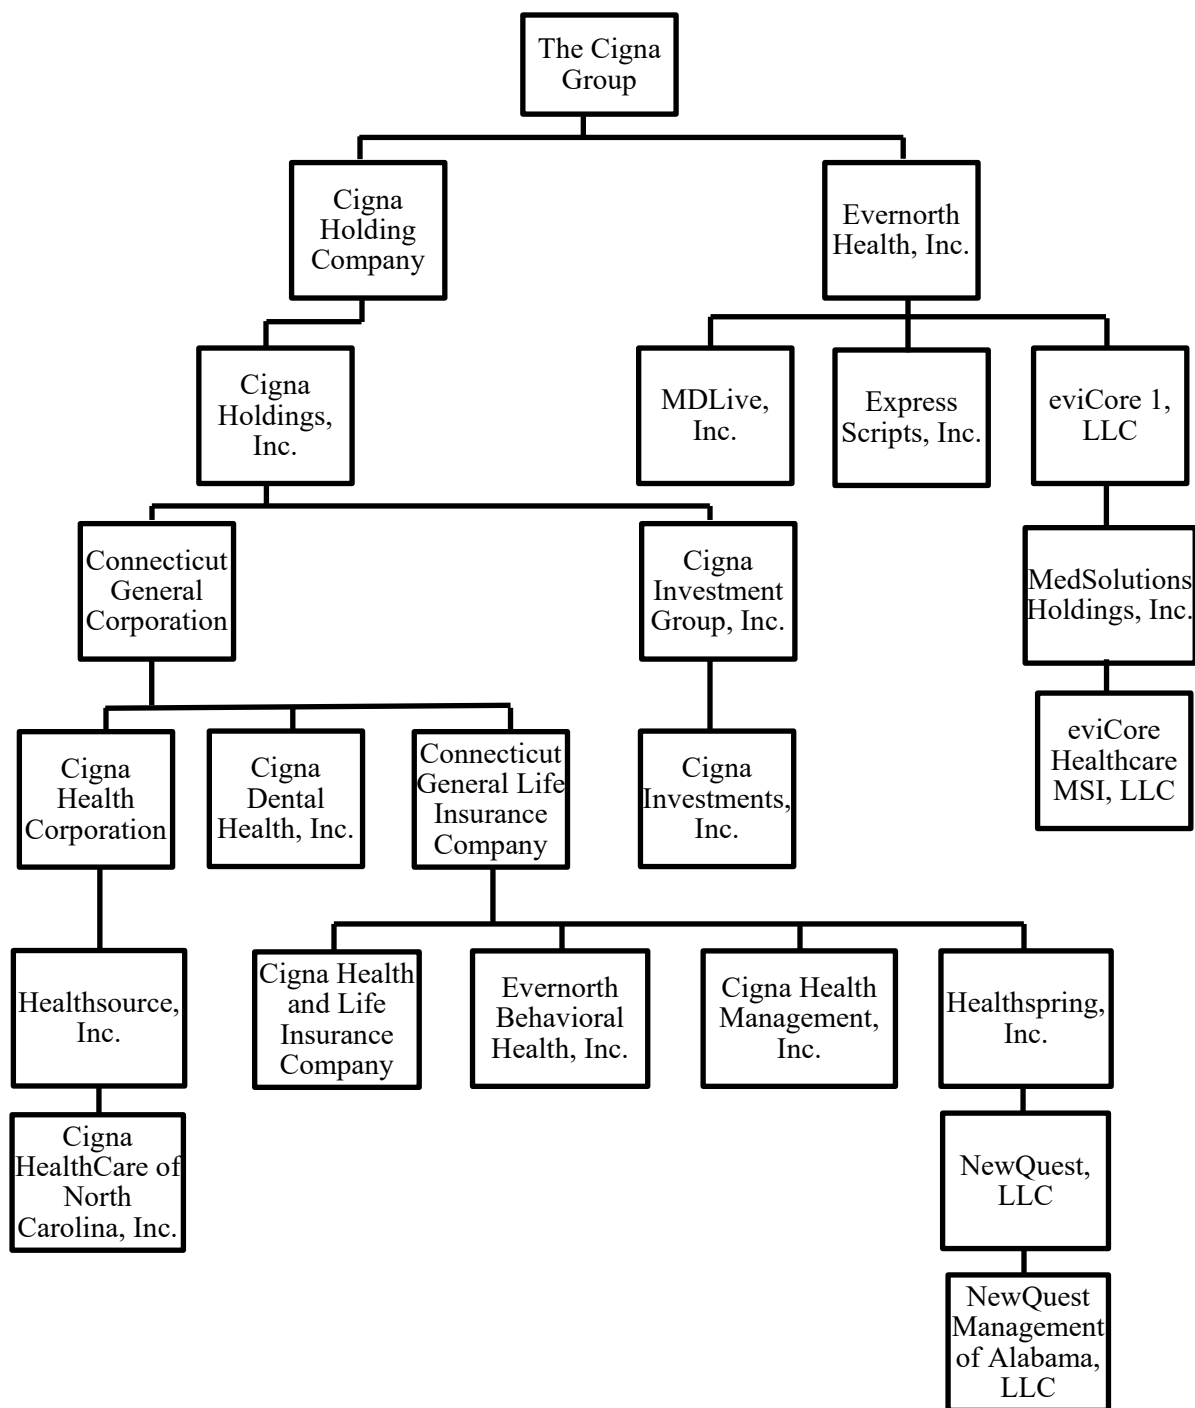 The Cigna
Group
Cigna
Holding
Company
Evernorth
Health, Inc.
Cigna
Holdings,
Inc.
MDLive,
Inc.
Express
Scripts, Inc.
eviCore 1,
LLC
Connecticut
General
Corporation
Cigna
Investment
Group, Inc.
MedSolutions
Holdings, Inc.
Cigna
Health
Corporation
Cigna
Dental
Health, Inc.
Connecticut
General Life
Insurance
Company
Cigna
Investments,
Inc.
eviCore
Healthcare
MSI, LLC
Healthsource,
Inc.
Cigna Health
and Life
Insurance
Company
Evernorth
Behavioral
Health, Inc.
Cigna Health
Management,
Inc.
Healthspring,
Inc.
Cigna
HealthCare of
North
Carolina, Inc.
NewQuest,
LLC
NewQuest
Management
of Alabama,
LLC